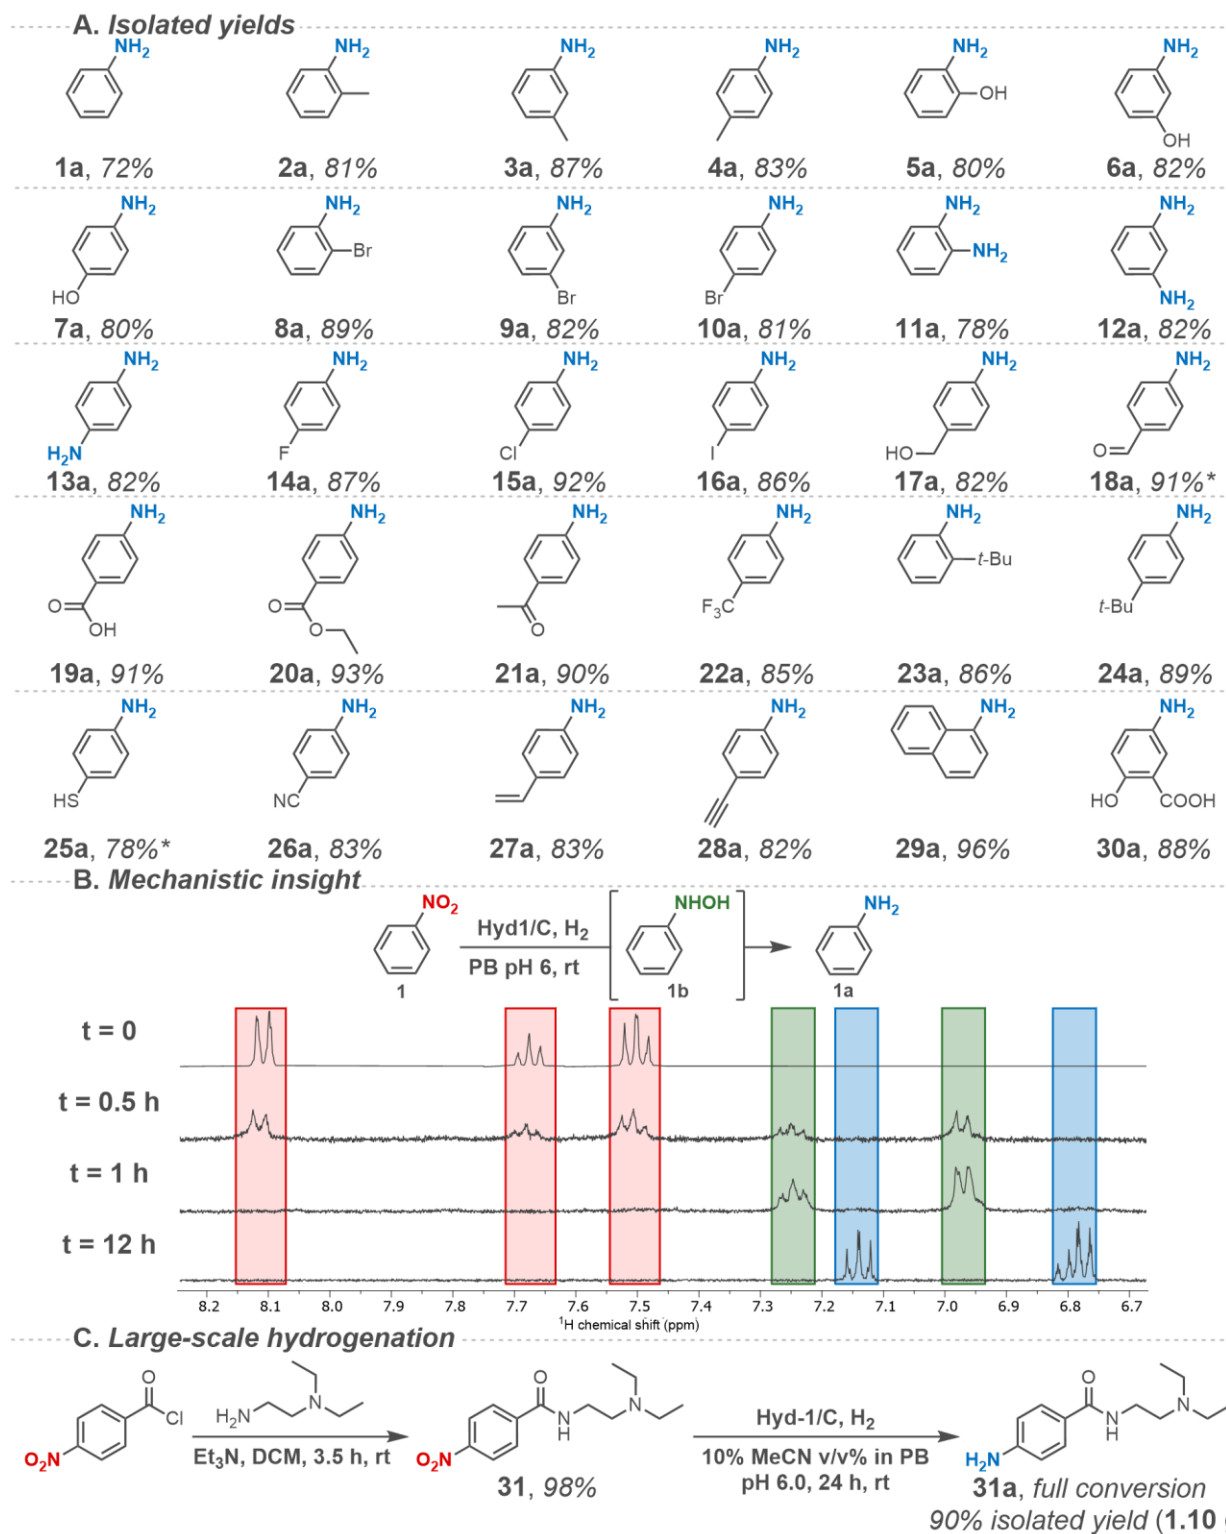 A. Isolated yields
NH2 NH2 NH2 NH2 NH2 NH2
OH
OH
1a, 72% 2a, 81% 3a, 87% 4a, 83% 5a, 80% 6a, 82%
NH2 NH2 NH2 NH2 NH2 NH2
Br NH2
HO Br Br NH2
7a, 80% 8a, 89% 9a, 82% 10a, 81% 11a, 78% 12a, 82%
NH2 NH2 NH2 NH2 NH2 NH2
H2N F Cl I HO O
13a, 82% 14a, 87% 15a, 92% 16a, 86% 17a, 82% 18a, 91%*
NH2 NH2 NH2 NH2 NH2 NH2
t-Bu
O O F3C t-Bu
OH O O
19a, 91% 20a, 93% 21a, 90% 22a, 85% 23a, 86% 24a, 89%
NH2 NH2 NH2 NH2 NH2 NH2
HS NC HO COOH
25a, 78%* 26a, 83% 27a, 83% 28a, 82% 29a, 96% 30a, 88%
B. Mechanistic insight
NO2 NHOH NH2
Hyd1/C, H2
PB pH 6, rt
1 1b 1a
t = 0
t = 0.5 h
t = 1 h
t = 12 h
8.2 8.1 8.0 7.9 7.8 7.7 7.6 7.5 7.4 7.3 7.2 7.1 7.0 6.9 6.8 6.7
1H chemical shift (ppm)
C. Large-scale hydrogenation
O O O
N N N
Cl H2N N H Hyd-1/C, H2 N H
O2N Et3N, DCM, 3.5 h, rt O2N 10% MeCN v/v% in PB H2N
31, 98% pH 6.0, 24 h, rt 31a, full conversion
90% isolated yield (1.10